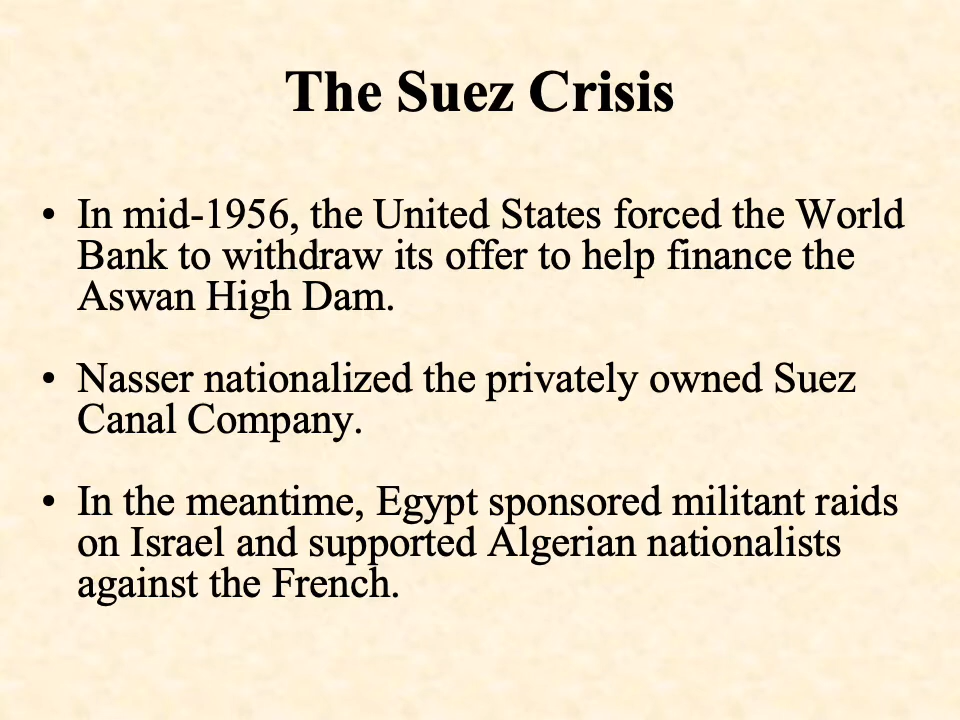 The Suez Crisis
• In mid-1956, the United States forced the World
Bank to withdraw its offer to help finance the
Aswan High Dam.
• Nasser nationalized the privately owned Suez
Canal Company.
• In the meantime, Egypt sponsored militant raids
on Israel and supported Algerian nationalists
against the French.